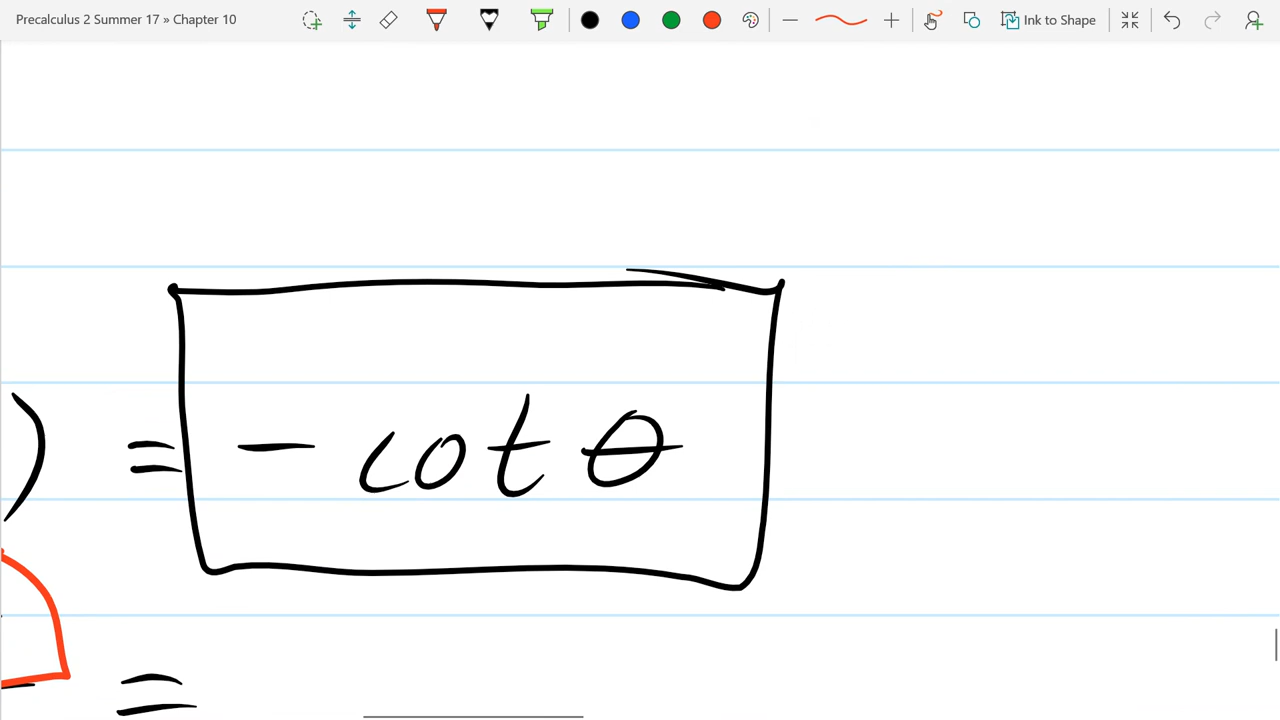 Precalculus 2 Summer 17 » Chapter 10
Ink to Shape
) = - cot θ
=